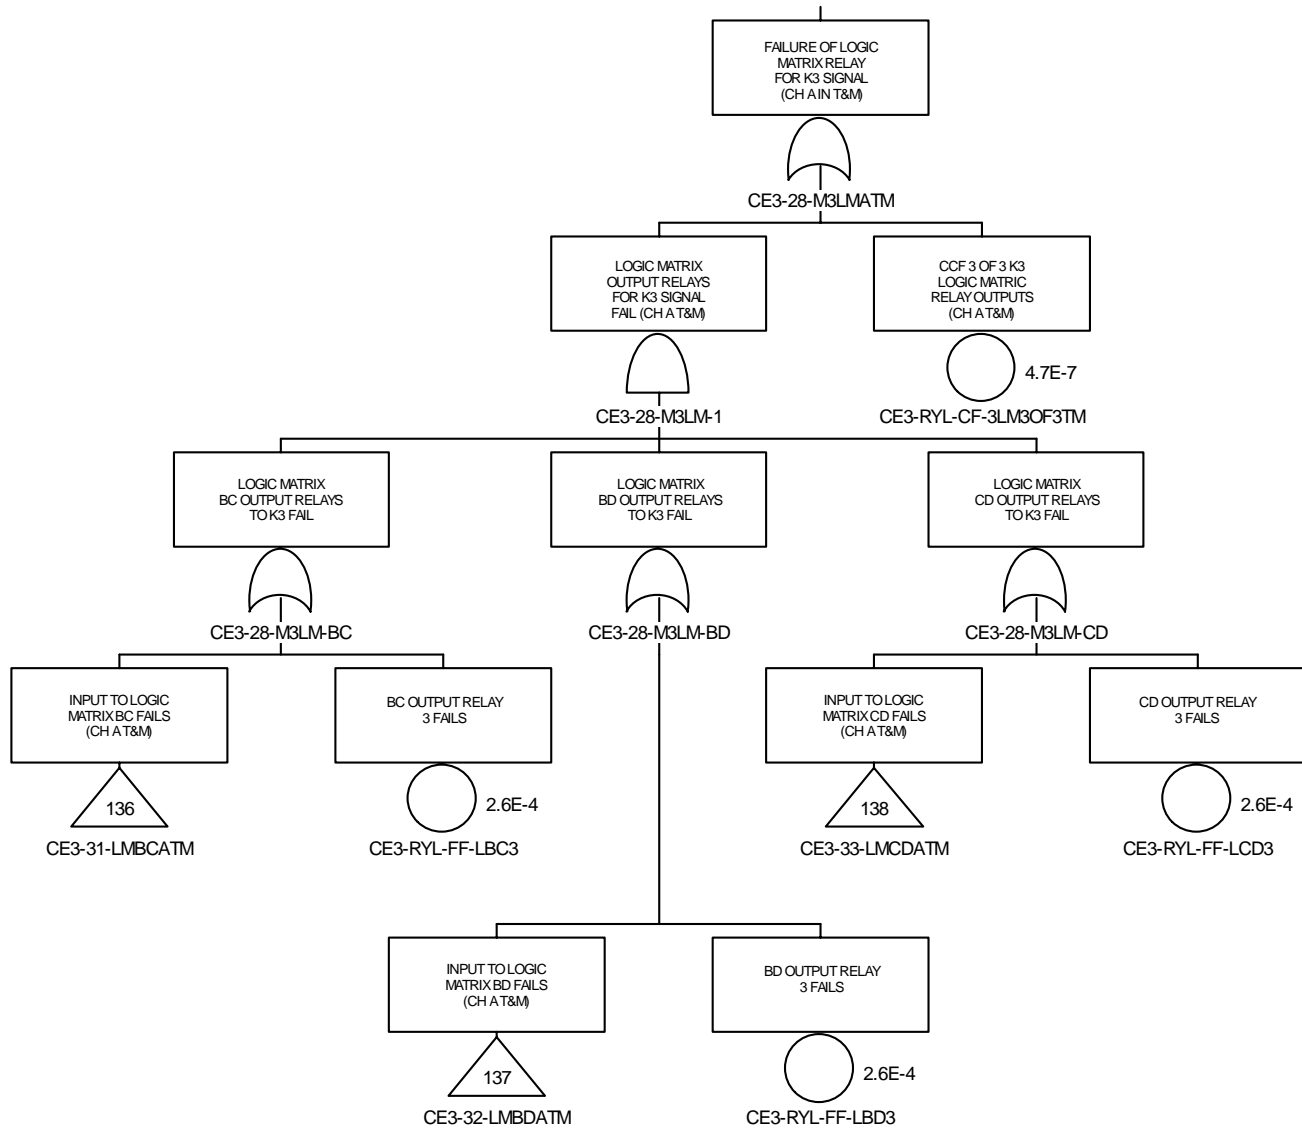 FAILURE OF LOGIC
MATRIX RELAY
FOR K3 SIGNAL
(CH A IN T&M)
CE3-28-M3LMATM
LOGIC MATRIX
OUTPUT RELAYS
FOR K3 SIGNAL
FAIL (CH A T&M)
CE3-28-M3LM-1
CCF 3 OF 3 K3
LOGIC MATRIC
RELAY OUTPUTS
(CH A T&M)
4.7E-7
CE3-RYL-CF-3LM3OF3TM
LOGIC MATRIX
BC OUTPUT RELAYS
TO K3 FAIL
CE3-28-M3LM-BC
LOGIC MATRIX
BD OUTPUT RELAYS
TO K3 FAIL
CE3-28-M3LM-BD
LOGIC MATRIX
CD OUTPUT RELAYS
TO K3 FAIL
CE3-28-M3LM-CD
INPUT TO LOGIC
MATRIX BC FAILS
(CH A T&M)
136
CE3-31-LMBCATM
BC OUTPUT RELAY
3 FAILS
2.6E-4
CE3-RYL-FF-LBC3
INPUT TO LOGIC
MATRIX CD FAILS
(CH A T&M)
138
CE3-33-LMCDATM
CD OUTPUT RELAY
3 FAILS
2.6E-4
CE3-RYL-FF-LCD3
INPUT TO LOGIC
MATRIX BD FAILS
(CH A T&M)
137
CE3-32-LMBDATM
BD OUTPUT RELAY
3 FAILS
2.6E-4
CE3-RYL-FF-LBD3